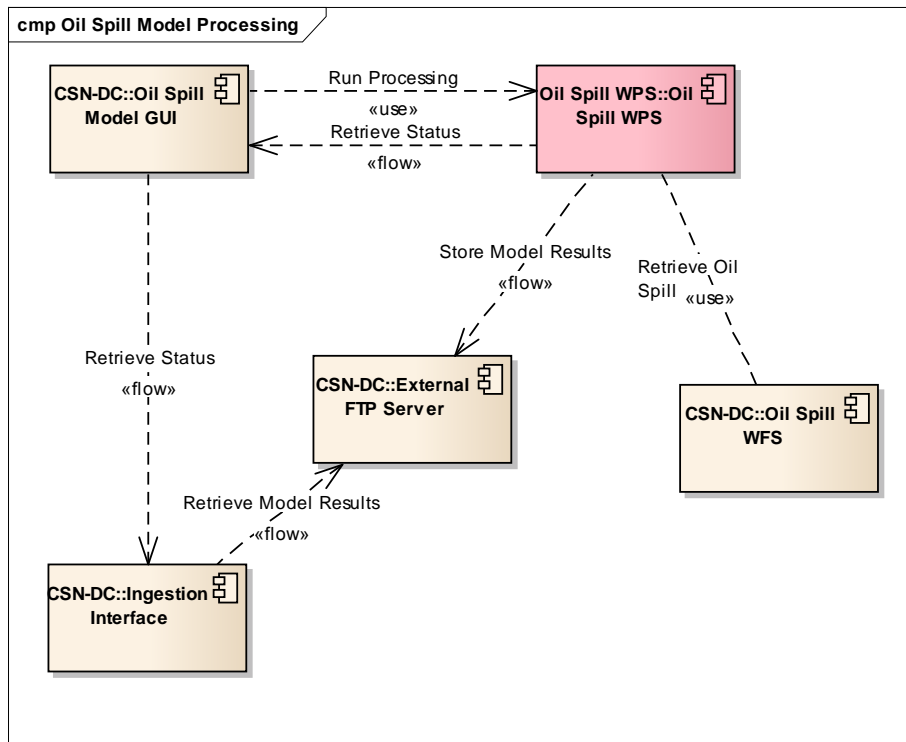 cmp Oil Spill Model Processing
CSN-DC::Oil Spill
Model GUI
Run Processing
«use»
Retrieve Status
«flow»
Oil Spill WPS::Oil
Spill WPS
Store Model Results
«flow»
Retrieve Oil
Spill
«use»
Retrieve Status
«flow»
CSN-DC::External
FTP Server
CSN-DC::Oil Spill
WFS
Retrieve Model Results
«flow»
CSN-DC::Ingestion
Interface